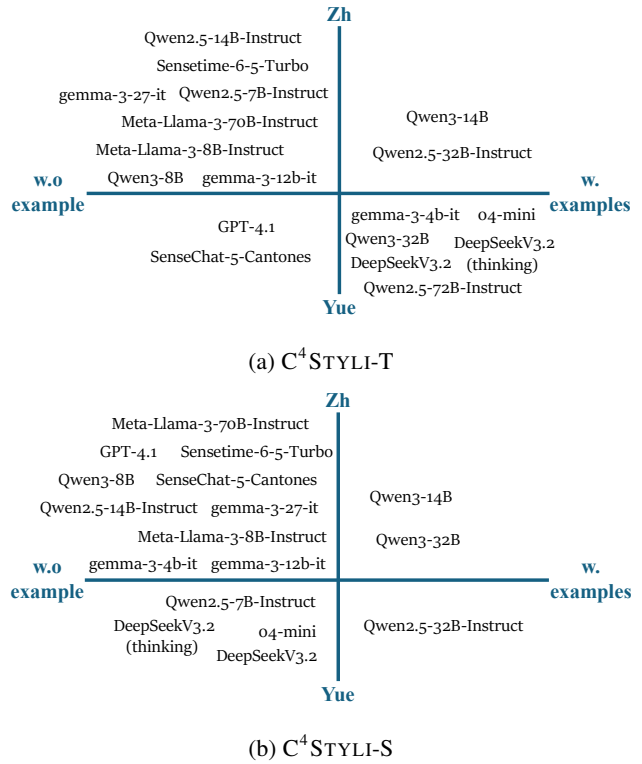 Zh
Qwen2.5-14B-Instruct
Sensetime-6-5-Turbo
gemma-3-27-it Qwen2.5-7B-Instruct
Meta-Llama-3-70B-Instruct
Qwen3-14B
Meta-Llama-3-8B-Instruct
Qwen2.5-32B-Instruct
Qwen3-8B gemma-3-12b-it
w.o
example
w.
examples
GPT-4.1
SenseChat-5-Cantones
gemma-3-4b-it o4-mini
Qwen3-32B
DeepSeekV3.2
(thinking)
DeepSeekV3.2
Qwen2.5-72B-Instruct
Yue
(a) C⁴STYLI-T
Zh
Meta-Llama-3-70B-Instruct
GPT-4.1 Sensetime-6-5-Turbo
Qwen3-8B SenseChat-5-Cantones
Qwen2.5-14B-Instruct gemma-3-27-it
Qwen3-14B
Meta-Llama-3-8B-Instruct
Qwen3-32B
gemma-3-4b-it gemma-3-12b-it
w.o
example
w.
examples
Qwen2.5-7B-Instruct
DeepSeekV3.2
(thinking)
o4-mini
DeepSeekV3.2
Qwen2.5-32B-Instruct
Yue
(b) C⁴STYLI-S